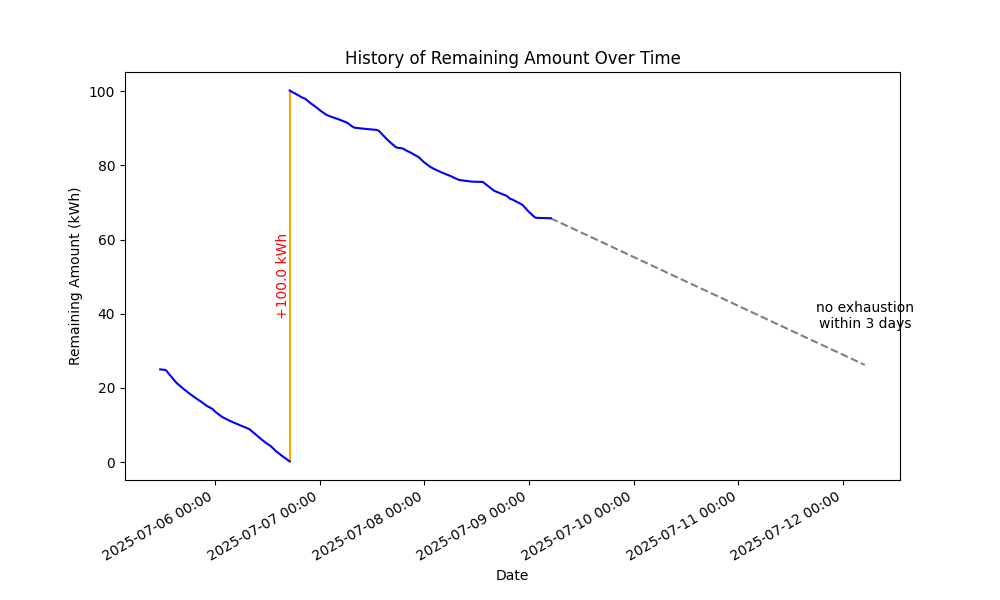 History of Remaining Amount Over Time
Remaining Amount (kWh)
100
80
60
40
20
0
+100.0 kWh
no exhaustion
within 3 days
2025-07-06 00:00
2025-07-07 00:00
2025-07-08 00:00
2025-07-09 00:00
2025-07-10 00:00
2025-07-11 00:00
2025-07-12 00:00
Date